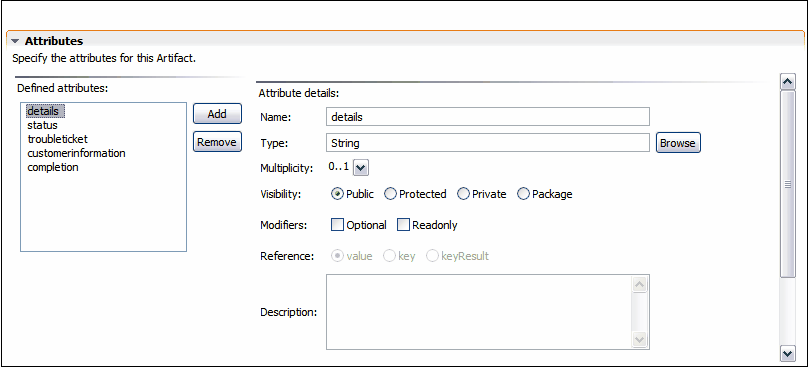 Attributes
Specify the attributes for this Artifact.
Defined attributes:
details
status
troubleticket
customerinformation
completion
Add
Remove
Attribute details:
Name: details
Type: String Browse
Multiplicity: 0..1
Visibility: Public Protected Private Package
Modifiers: Optional Readonly
Reference: value key keyResult
Description: